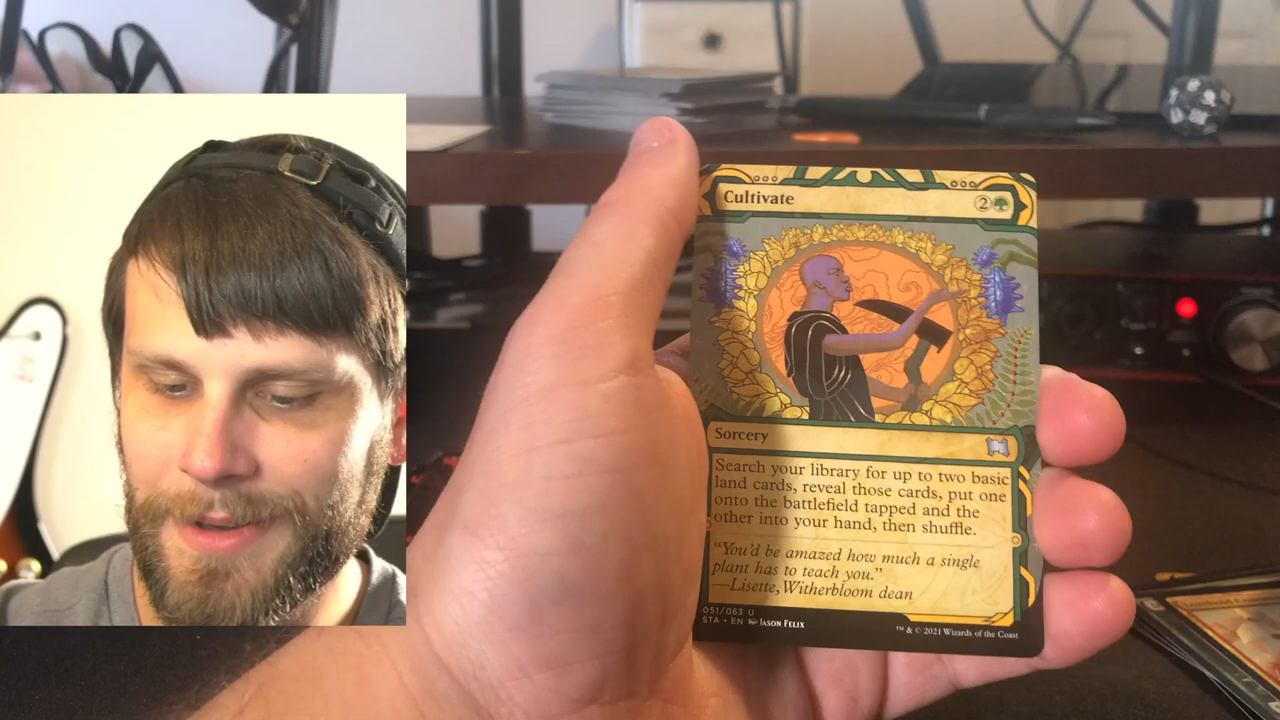 Cultivate
2
Sorcery
Search your library for up to two basic
land cards, reveal those cards, put one
onto the battlefield tapped and the
other into your hand, then shuffle.
"You'd be amazed how much a single
plant has to teach you."
—Lisette, Witherbloom dean
051/063 U
STA • EN Jason Felix
™ & © 2021 Wizards of the Coast